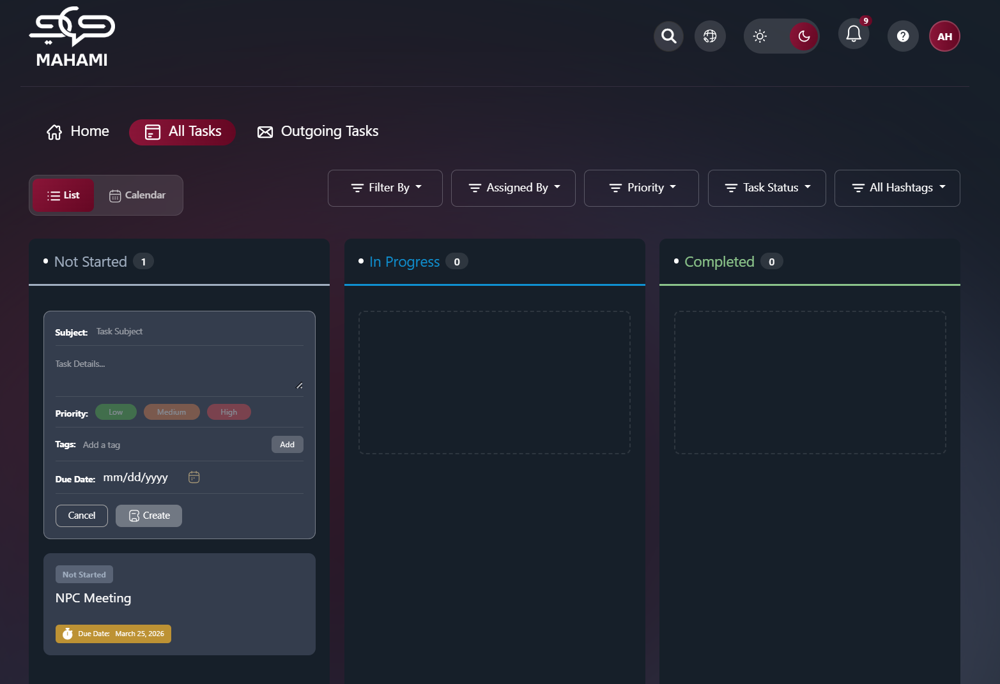 MAHAMI
9
AH
Home
All Tasks
Outgoing Tasks
List
Calendar
Filter By
Assigned By
Priority
Task Status
All Hashtags
Not Started 1
In Progress 0
Completed 0
Subject: Task Subject
Task Details...
Priority: Low Medium High
Tags: Add a tag Add
Due Date: mm/dd/yyyy
Cancel Create
Not Started
NPC Meeting
Due Date: March 25, 2026